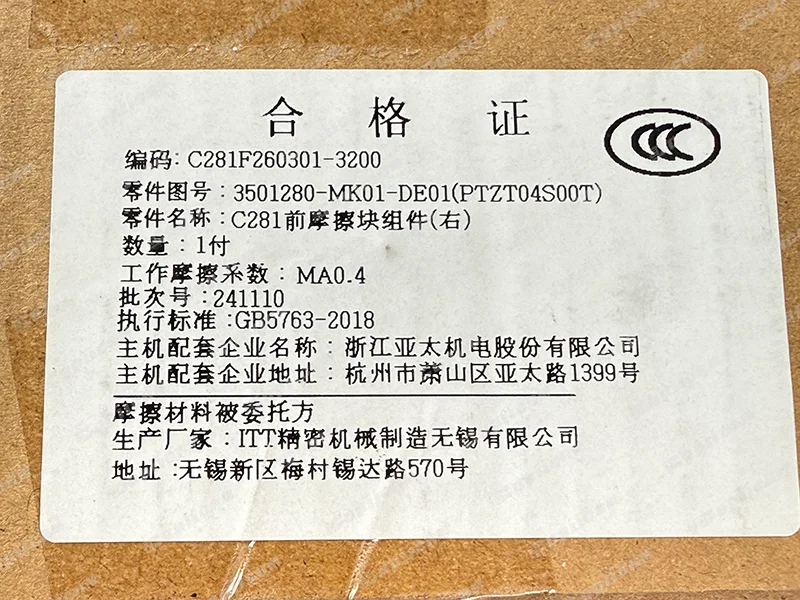 合格证
编码: C281F260301-3200
零件图号: 3501280-MK01-DE01(PTZT04S00T)
零件名称: C281前摩擦块组件(右)
数量: 1付
工作摩擦系数: MA0.4
批次号:241110
执行标准:GB5763-2018
主机配套企业名称: 浙江亚太机电股份有限公司
主机配套企业地址: 杭州市萧山区亚太路1399号
摩擦材料被委托方
生产厂家: ITT精密机械制造无锡有限公司
地址:无锡新区梅村锡达路570号